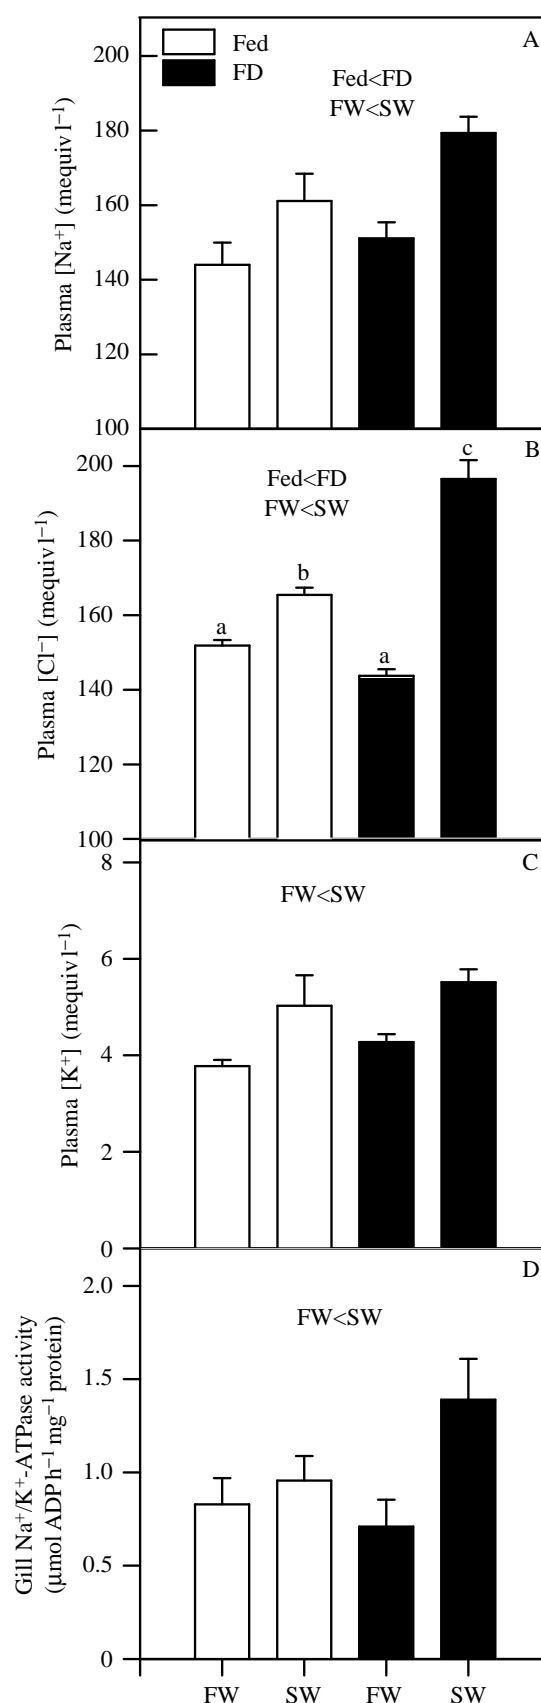 A
200
Fed
FD
Fed<FD
FW<SW
180
160
140
120
100
Plasma [Na⁺] (mequiv l⁻¹)
B
200
c
Fed<FD
FW<SW
180
b
a
a
160
140
120
100
Plasma [Cl⁻] (mequiv l⁻¹)
C
8
FW<SW
6
4
2
0
Plasma [K⁺] (mequiv l⁻¹)
D
2.0
FW<SW
1.5
1.0
0.5
0
Gill Na⁺/K⁺-ATPase activity
(μmol ADP h⁻¹ mg⁻¹ protein)
FW SW FW SW